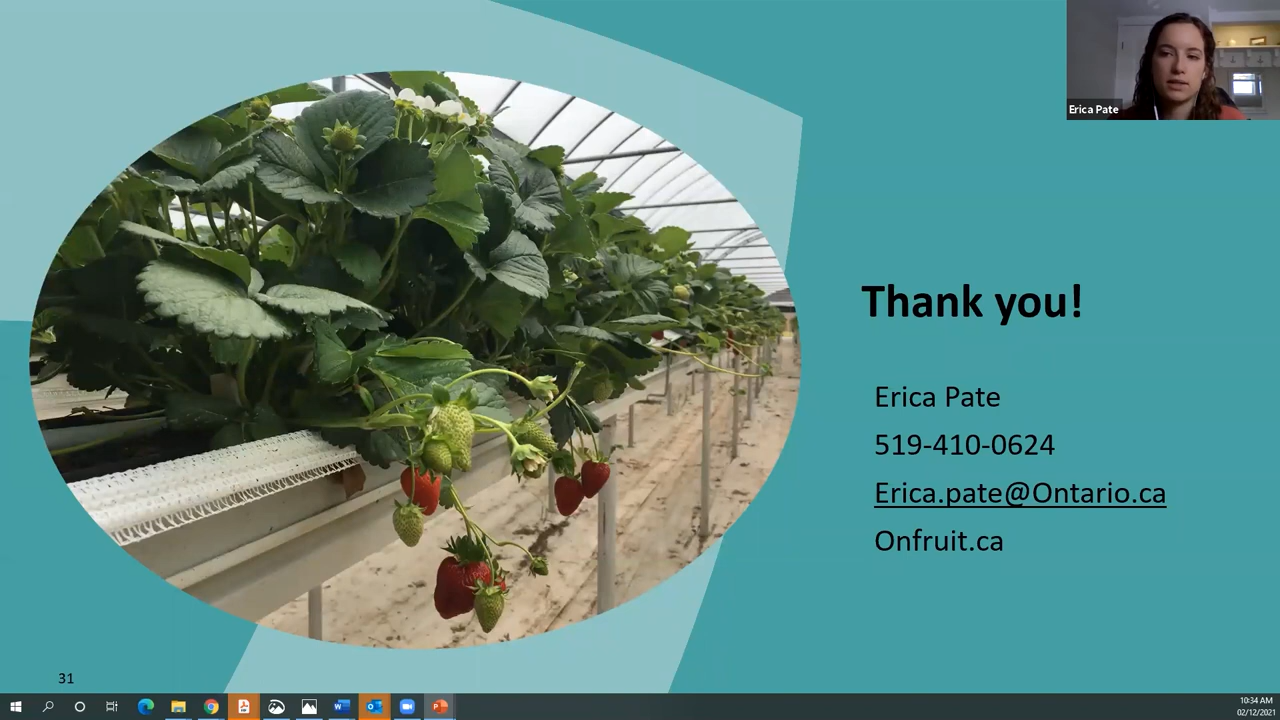 Erica Pate
Thank you!
Erica Pate
519-410-0624
Erica.pate@Ontario.ca
Onfruit.ca
31
10:34 AM
02/12/2021